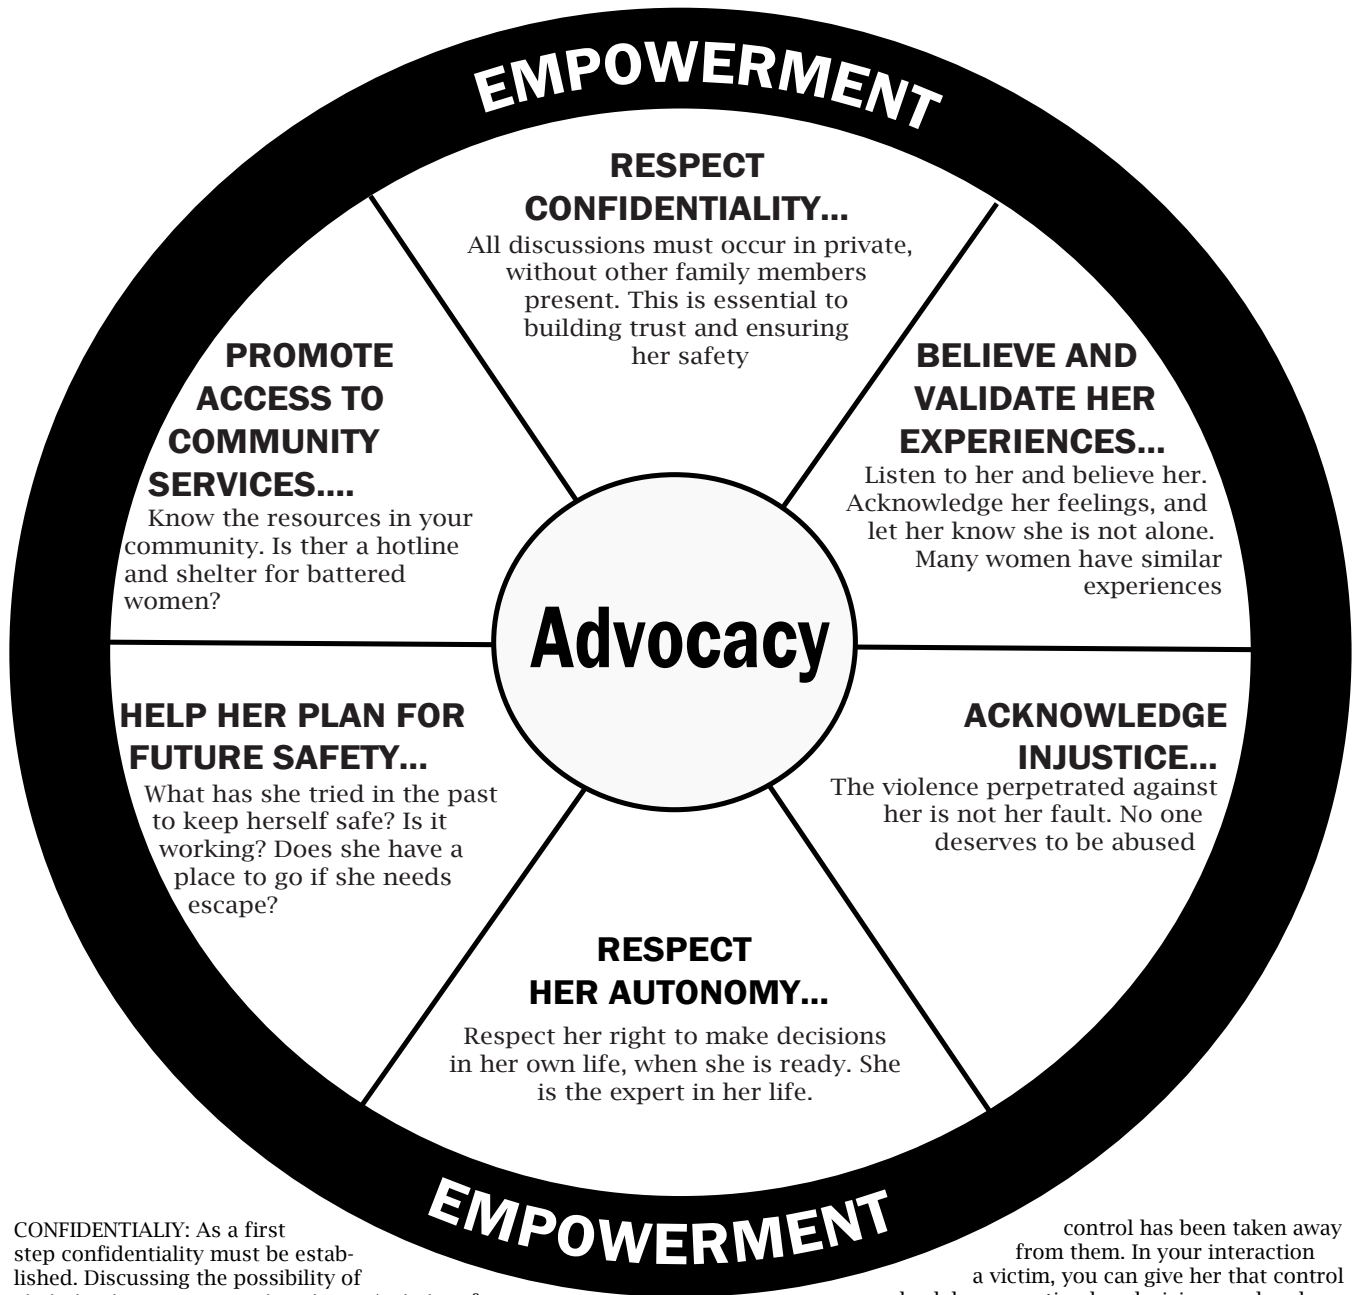 EMPOWERMENT
RESPECT
CONFIDENTIALITY...
All discussions must occur in private,
without other family members
present. This is essential to
building trust and ensuring
her safety
BELIEVE AND
VALIDATE HER
EXPERIENCES...
Listen to her and believe her.
Acknowledge her feelings, and
let her know she is not alone.
Many women have similar
experiences
ACKNOWLEDGE
INJUSTICE...
The violence perpetrated against
her is not her fault. No one
deserves to be abused
RESPECT
HER AUTONOMY...
Respect her right to make decisions
in her own life, when she is ready. She
is the expert in her life.
HELP HER PLAN FOR
FUTURE SAFETY...
What has she tried in the past
to keep herself safe? Is it
working? Does she have a
place to go if she needs
escape?
PROMOTE
ACCESS TO
COMMUNITY
SERVICES....
Know the resources in your
community. Is ther a hotline
and shelter for battered
women?
Advocacy
EMPOWERMENT
CONFIDENTIALIY: As a first
step confidentiality must be estab-
lished. Discussing the possibility of
control has been taken away
from them. In your interaction
a victim, you can give her that control